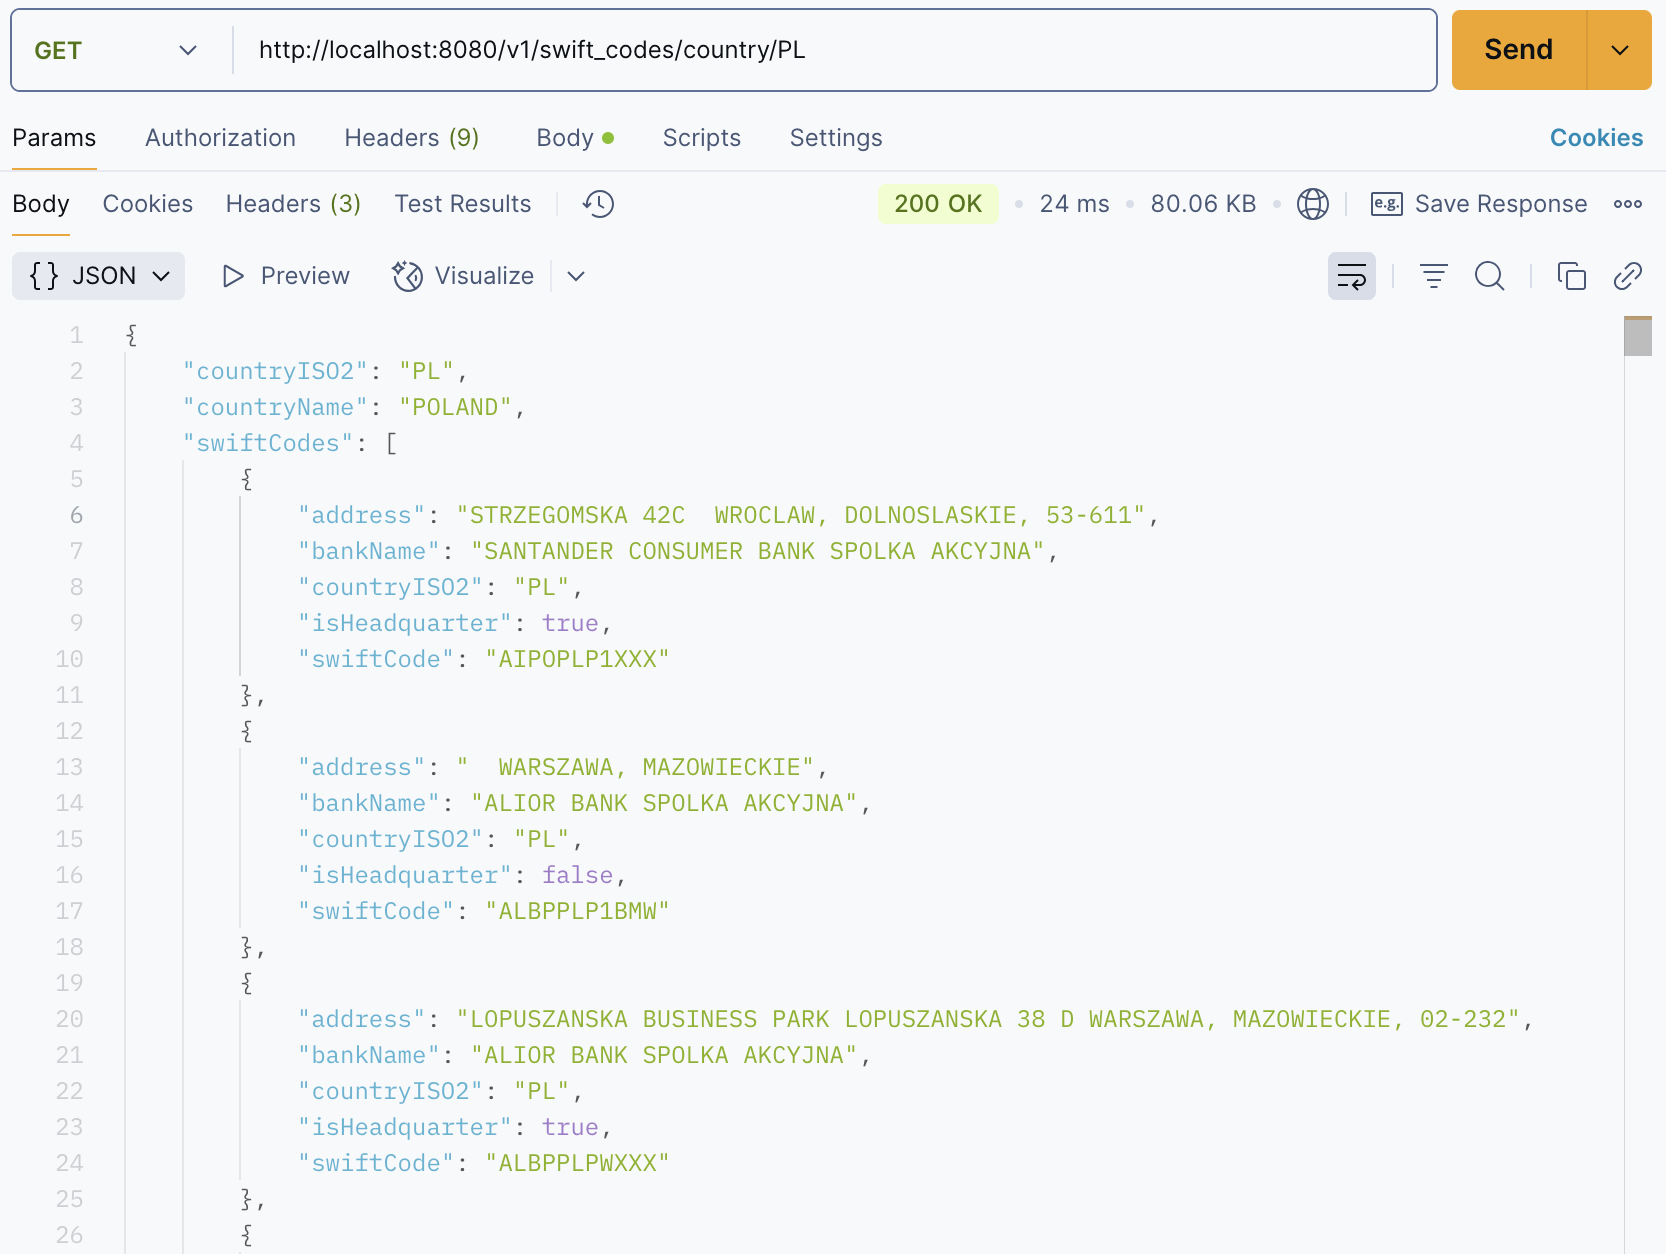 GET http://localhost:8080/v1/swift_codes/country/PL Send
Params Authorization Headers (9) Body Scripts Settings Cookies
Body Cookies Headers (3) Test Results 200 OK 24 ms 80.06 KB e.g. Save Response
{} JSON Preview Visualize
1 {
2 "countryISO2": "PL",
3 "countryName": "POLAND",
4 "swiftCodes": [
5 {
6 "address": "STRZEGOMSKA 42C  WROCLAW, DOLNOSLASKIE, 53-611",
7 "bankName": "SANTANDER CONSUMER BANK SPOLKA AKCYJNA",
8 "countryISO2": "PL",
9 "isHeadquarter": true,
10 "swiftCode": "AIPOPLP1XXX"
11 },
12 {
13 "address": "  WARSZAWA, MAZOWIECKIE",
14 "bankName": "ALIOR BANK SPOLKA AKCYJNA",
15 "countryISO2": "PL",
16 "isHeadquarter": false,
17 "swiftCode": "ALBPPLP1BMW"
18 },
19 {
20 "address": "LOPUSZANSKA BUSINESS PARK LOPUSZANSKA 38 D WARSZAWA, MAZOWIECKIE, 02-232",
21 "bankName": "ALIOR BANK SPOLKA AKCYJNA",
22 "countryISO2": "PL",
23 "isHeadquarter": true,
24 "swiftCode": "ALBPPLPWXXX"
25 },
26 {